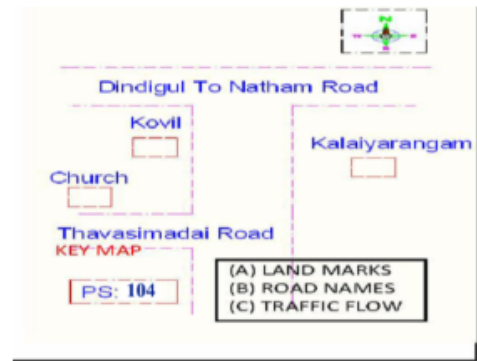 N
Dindigul To Natham Road
Kovil
Kalaiyarangam
Church
Thavasimadai Road
KEY MAP
PS: 104
(A) LAND MARKS
(B) ROAD NAMES
(C) TRAFFIC FLOW